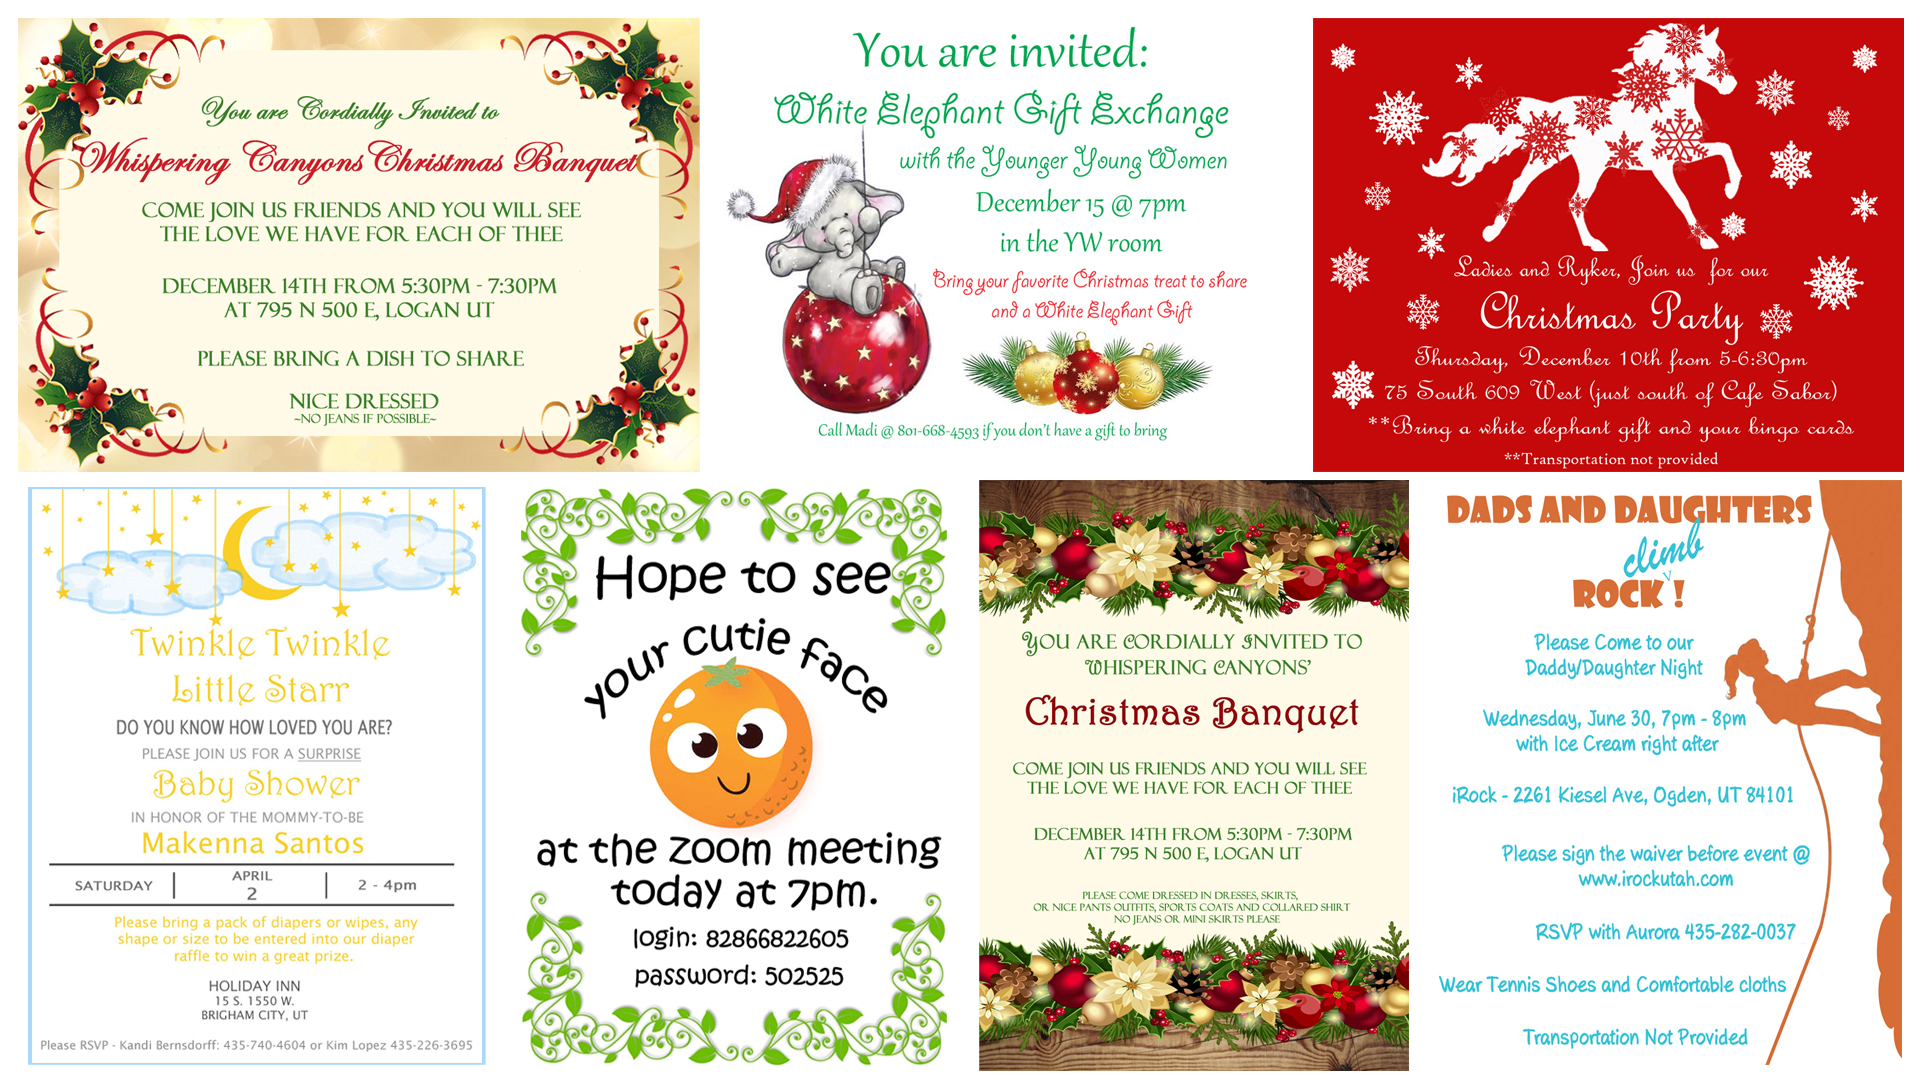 You are Cordially Invited to
Whispering Canyons Christmas Banquet
COME JOIN US FRIENDS AND YOU WILL SEE
THE LOVE WE HAVE FOR EACH OF THEE
DECEMBER 14TH FROM 5:30PM - 7:30PM
AT 795 N 500 E, LOGAN UT
PLEASE BRING A DISH TO SHARE
NICE DRESSED
~NO JEANS IF POSSIBLE~
You are invited:
White Elephant Gift Exchange
with the Younger Young Women
December 15 @ 7pm
in the YW room
Bring your favorite Christmas treat to share
and a White Elephant Gift
Call Madi @ 801-668-4593 if you don't have a gift to bring
Ladies and Ryker, Join us for our
Christmas Party
Thursday, December 10th from 5-6:30pm
75 South 609 West (just south of Cafe Sabor)
**Bring a white elephant gift and your bingo cards
**Transportation not provided
Twinkle Twinkle
Little Starr
DO YOU KNOW HOW LOVED YOU ARE?
PLEASE JOIN US FOR A SURPRISE
Baby Shower
IN HONOR OF THE MOMMY-TO-BE
Makenna Santos
SATURDAY | APRIL 2 | 2 - 4pm
Please bring a pack of diapers or wipes, any
shape or size to be entered into our diaper
raffle to win a great prize.
HOLIDAY INN
15 S. 1550 W.
BRIGHAM CITY, UT
Please RSVP - Kandi Bernsdorff: 435-740-4604 or Kim Lopez 435-226-3695
Hope to see
your cutie face
at the zoom meeting
today at 7pm.
login: 82866822605
password: 502525
YOU ARE CORDIALLY INVITED TO
WHISPERING CANYONS'
Christmas Banquet
COME JOIN US FRIENDS AND YOU WILL SEE
THE LOVE WE HAVE FOR EACH OF THEE
DECEMBER 14TH FROM 5:30PM - 7:30PM
AT 795 N 500 E, LOGAN UT
PLEASE COME DRESSED IN DRESSES, SKIRTS,
OR NICE PANTS OUTFITS, SPORTS COATS AND COLLARED SHIRT
NO JEANS OR MINI SKIRTS PLEASE
DADS AND DAUGHTERS
climb
v
ROCK !
Please Come to our
Daddy/Daughter Night
Wednesday, June 30, 7pm - 8pm
with Ice Cream right after
iRock - 2261 Kiesel Ave, Ogden, UT 84101
Please sign the waiver before event @
www.irockutah.com
RSVP with Aurora 435-282-0037
Wear Tennis Shoes and Comfortable cloths
Transportation Not Provided